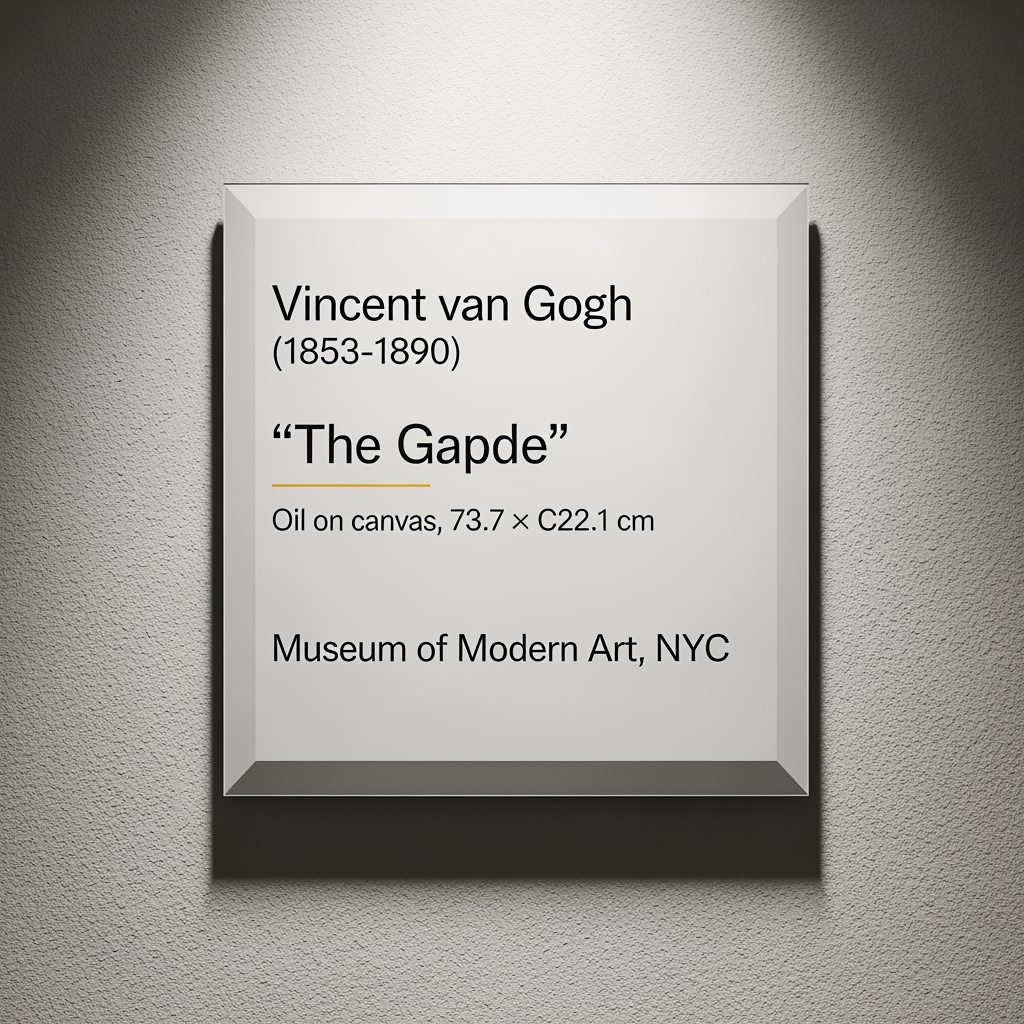 Vincent van Gogh
(1853-1890)
“The Gapde”
Oil on canvas, 73.7 × C22.1 cm
Museum of Modern Art, NYC